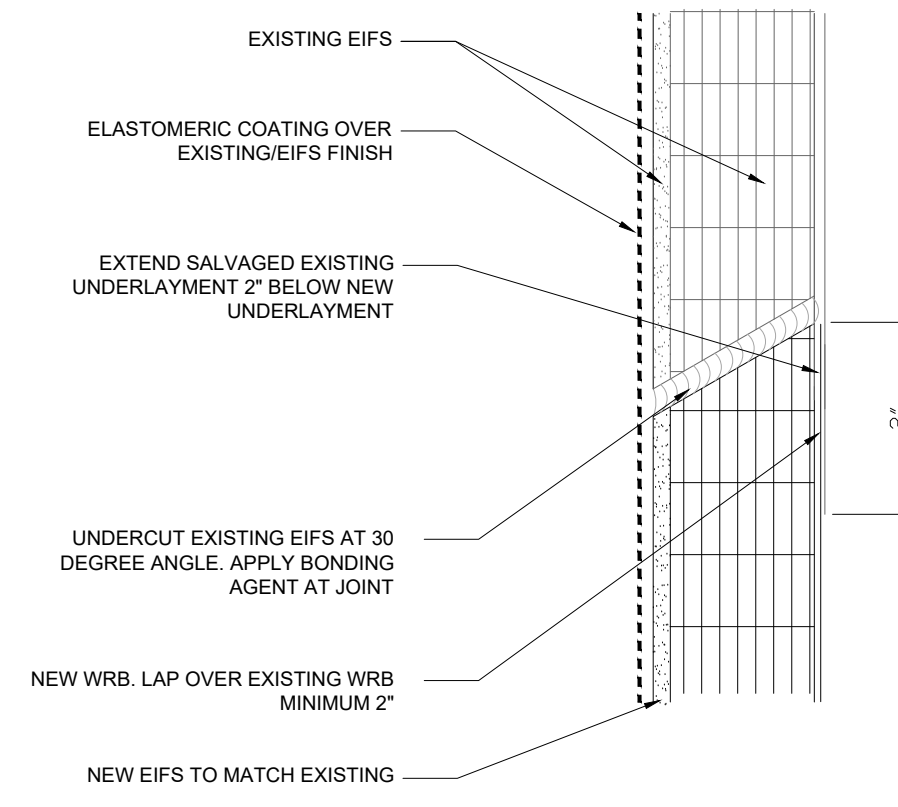 EXISTING EIFS
ELASTOMERIC COATING OVER
EXISTING/EIFS FINISH
EXTEND SALVAGED EXISTING
UNDERLAYMENT 2" BELOW NEW
UNDERLAYMENT
UNDERCUT EXISTING EIFS AT 30
DEGREE ANGLE. APPLY BONDING
AGENT AT JOINT
NEW WRB. LAP OVER EXISTING WRB
MINIMUM 2"
NEW EIFS TO MATCH EXISTING